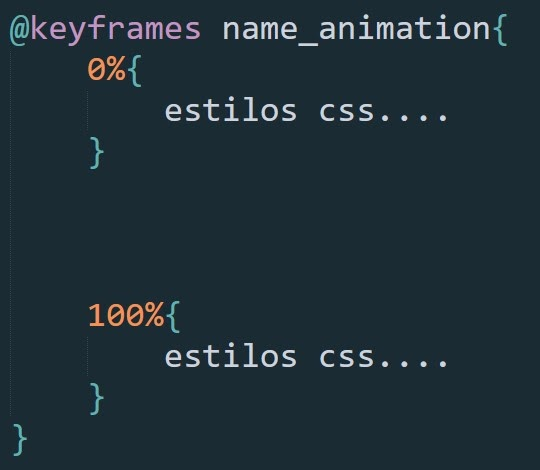 @keyframes name_animation{
0%{
estilos css....
}
100%{
estilos css....
}
}